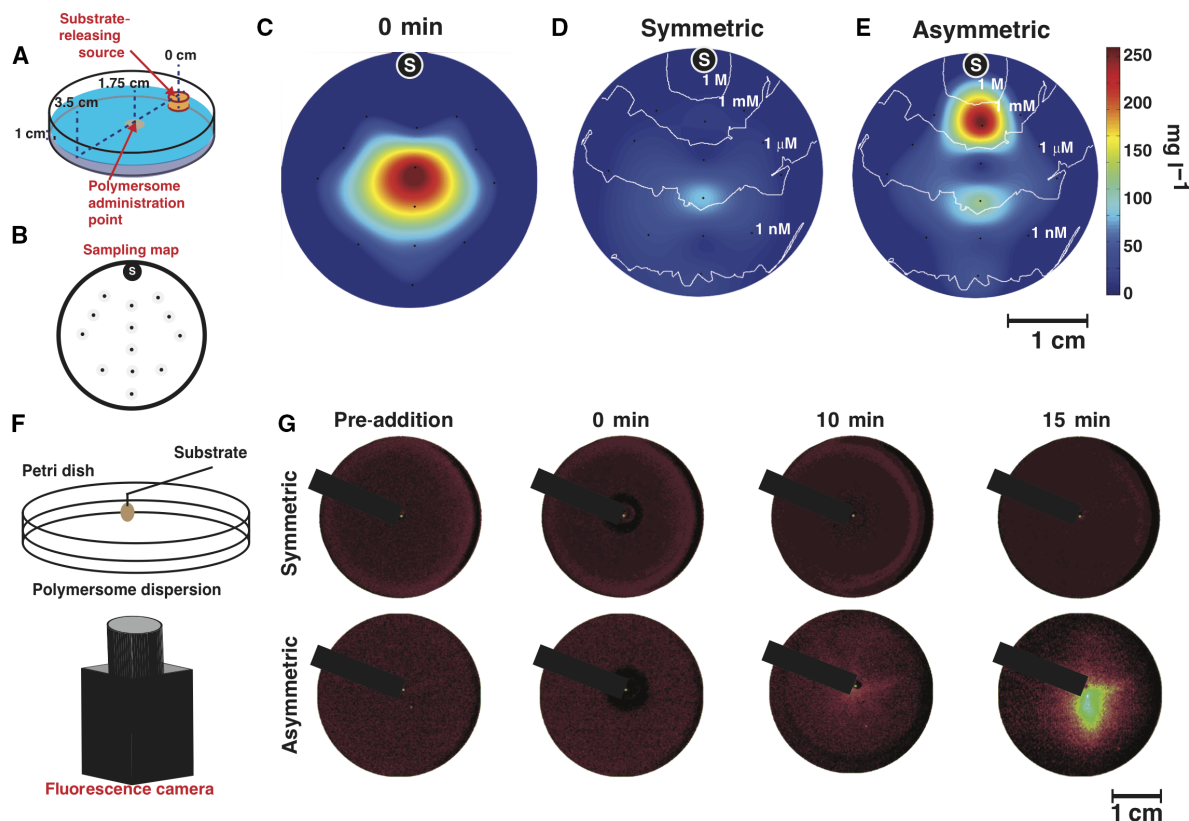 A
Substrate-
releasing
source
0 cm
1.75 cm
3.5 cm
1 cm
Polymersome
administration
point
B
Sampling map
S
C
0 min
S
D
Symmetric
S
1 M
1 mM
1 μM
1 nM
E
Asymmetric
S
1 M
1 mM
1 μM
1 nM
250
200
150
100
50
0
mg l–1
1 cm
F
Petri dish
Substrate
Polymersome dispersion
Fluorescence camera
G
Pre-addition
0 min
10 min
15 min
Symmetric
Asymmetric
1 cm